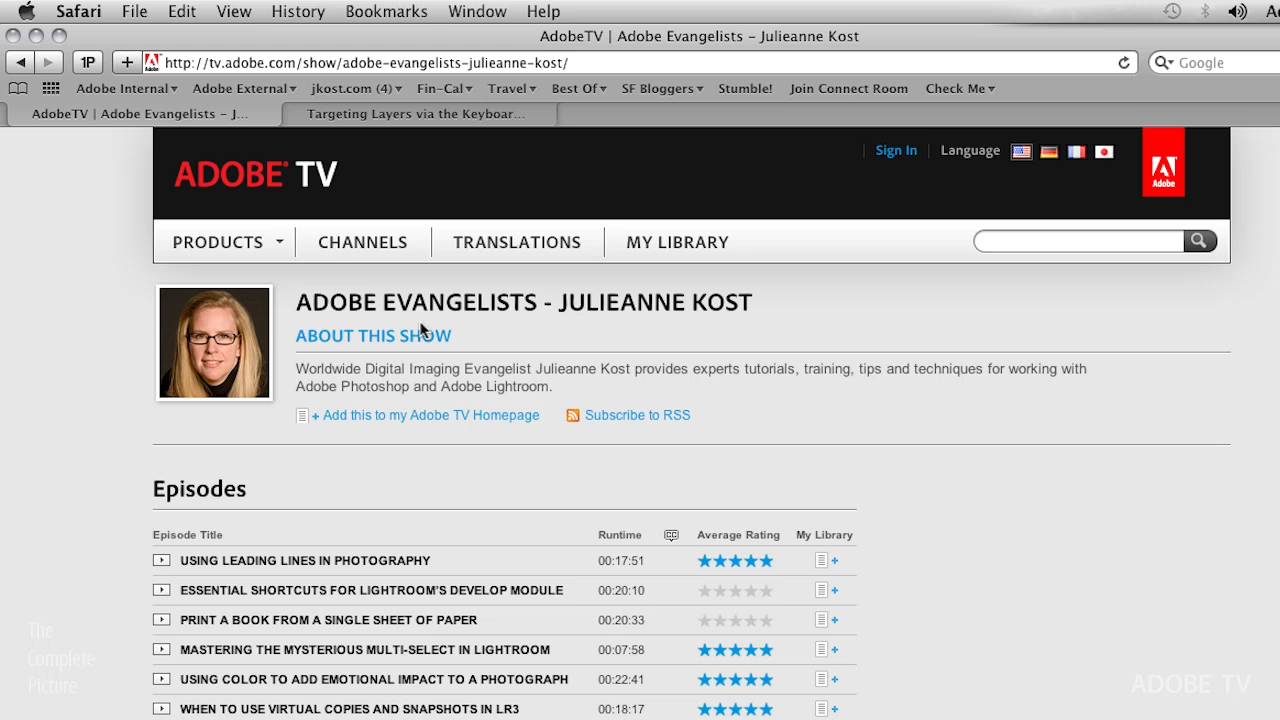 Safari File Edit View History Bookmarks Window Help
AdobeTV | Adobe Evangelists - Julieanne Kost
1P + http://tv.adobe.com/show/adobe-evangelists-julieanne-kost/ Google
Adobe Internal Adobe External jkost.com (4) Fin-Cal Travel Best Of SF Bloggers Stumble! Join Connect Room Check Me
AdobeTV | Adobe Evangelists - J... Targeting Layers via the Keyboar...
ADOBE® TV
Sign In Language
Adobe
PRODUCTS CHANNELS TRANSLATIONS MY LIBRARY
ADOBE EVANGELISTS - JULIEANNE KOST
ABOUT THIS SHOW
Worldwide Digital Imaging Evangelist Julieanne Kost provides experts tutorials, training, tips and techniques for working with
Adobe Photoshop and Adobe Lightroom.
+ Add this to my Adobe TV Homepage Subscribe to RSS
Episodes
Episode Title Runtime CC Average Rating My Library
USING LEADING LINES IN PHOTOGRAPHY 00:17:51 +
ESSENTIAL SHORTCUTS FOR LIGHTROOM'S DEVELOP MODULE 00:20:10 +
PRINT A BOOK FROM A SINGLE SHEET OF PAPER 00:20:33 +
MASTERING THE MYSTERIOUS MULTI-SELECT IN LIGHTROOM 00:07:58 +
USING COLOR TO ADD EMOTIONAL IMPACT TO A PHOTOGRAPH 00:22:41 +
WHEN TO USE VIRTUAL COPIES AND SNAPSHOTS IN LR3 00:18:17 +
The
Complete
Picture
ADOBE TV